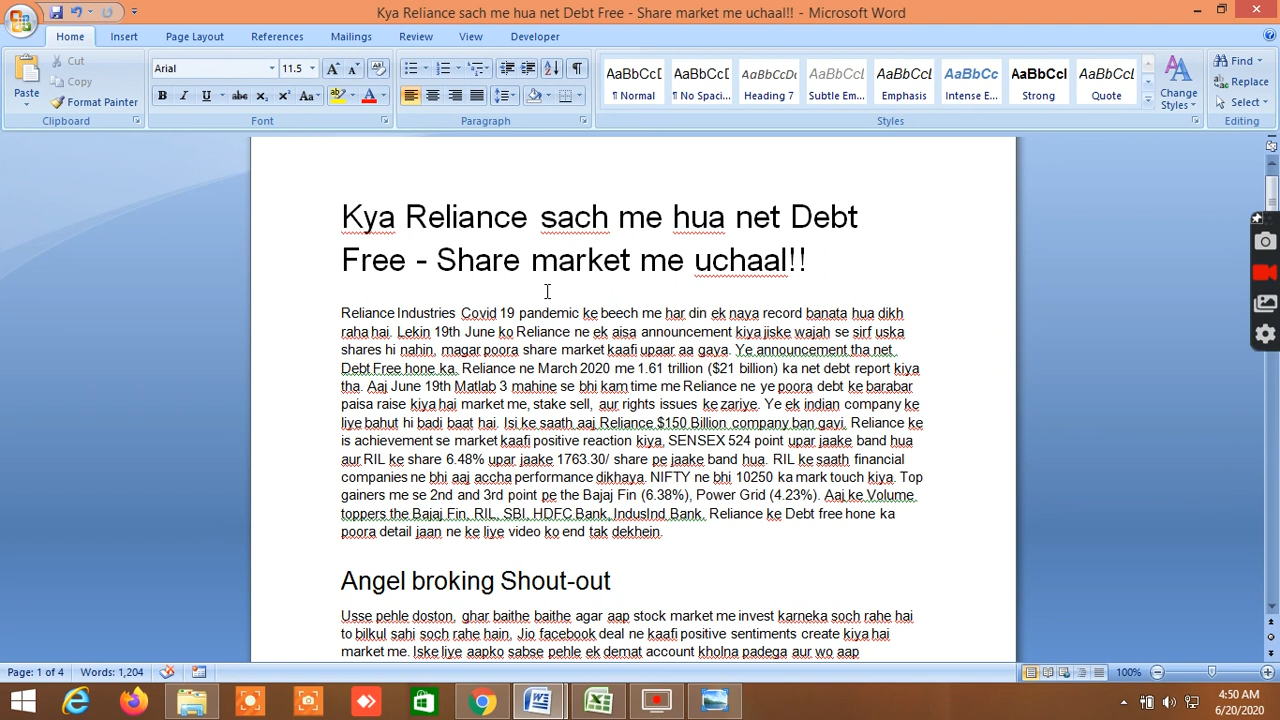 Kya Reliance sach me hua net Debt Free - Share market me uchaal!! - Microsoft Word
Home Insert Page Layout References Mailings Review View Developer
Paste
Cut
Copy
Format Painter
Clipboard
Arial 11.5
Font
Paragraph
AaBbCcD AaBbCcD AaBbCcDc AaBbCcL AaBbCcL AaBbCc AaBbCcl AaBbCcL
¶ Normal ¶ No Spaci... Heading 7 Subtle Em... Emphasis Intense E... Strong Quote
Change
Styles
Styles
Find
Replace
Select
Editing
Kya Reliance sach me hua net Debt
Free - Share market me uchaal!!
Reliance Industries Covid 19 pandemic ke beech me har din ek naya record banata hua dikh
raha hai. Lekin 19th June ko Reliance ne ek aisa announcement kiya jiske wajah se sirf uska
shares hi nahin, magar poora share market kaafi upaar aa gaya. Ye announcement tha net
Debt Free hone ka. Reliance ne March 2020 me 1.61 trillion ($21 billion) ka net debt report kiya
tha. Aaj June 19th Matlab 3 mahine se bhi kam time me Reliance ne ye poora debt ke barabar
paisa raise kiya hai market me, stake sell, aur rights issues ke zariye. Ye ek indian company ke
liye bahut hi badi baat hai. Isi ke saath aaj Reliance $150 Billion company ban gayi. Reliance ke
is achievement se market kaafi positive reaction kiya, SENSEX 524 point upar jaake band hua
aur RIL ke share 6.48% upar jaake 1763.30/ share pe jaake band hua. RIL ke saath financial
companies ne bhi aaj accha performance dikhaya. NIFTY ne bhi 10250 ka mark touch kiya. Top
gainers me se 2nd and 3rd point pe the Bajaj Fin (6.38%), Power Grid (4.23%). Aaj ke Volume
toppers the Bajaj Fin, RIL, SBI, HDFC Bank, IndusInd Bank. Reliance ke Debt free hone ka
poora detail jaan ne ke liye video ko end tak dekhein.
Angel broking Shout-out
Usse pehle doston, ghar baithe baithe agar aap stock market me invest karneka soch rahe hai
to bilkul sahi soch rahe hain, Jio facebook deal ne kaafi positive sentiments create kiya hai
market me. Iske liye aapko sabse pehle ek demat account kholna padega aur wo aap
Page: 1 of 4 Words: 1,204 100%
4:50 AM
6/20/2020